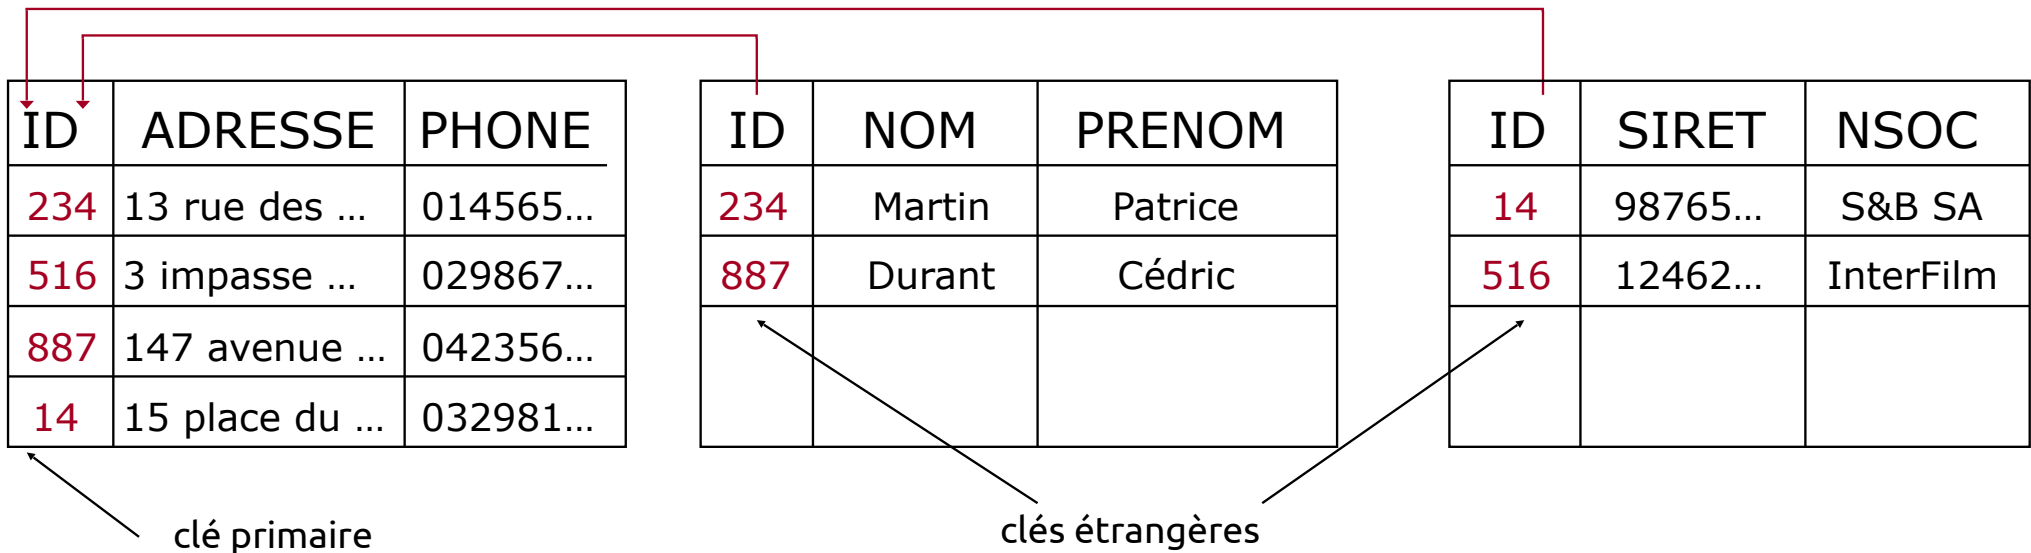 ID ADRESSE PHONE
234 13 rue des ... 014565...
516 3 impasse ... 029867...
887 147 avenue ... 042356...
14 15 place du ... 032981...
ID NOM PRENOM
234 Martin Patrice
887 Durant Cédric
ID SIRET NSOC
14 98765... S&B SA
516 12462... InterFilm
clé primaire
clés étrangères